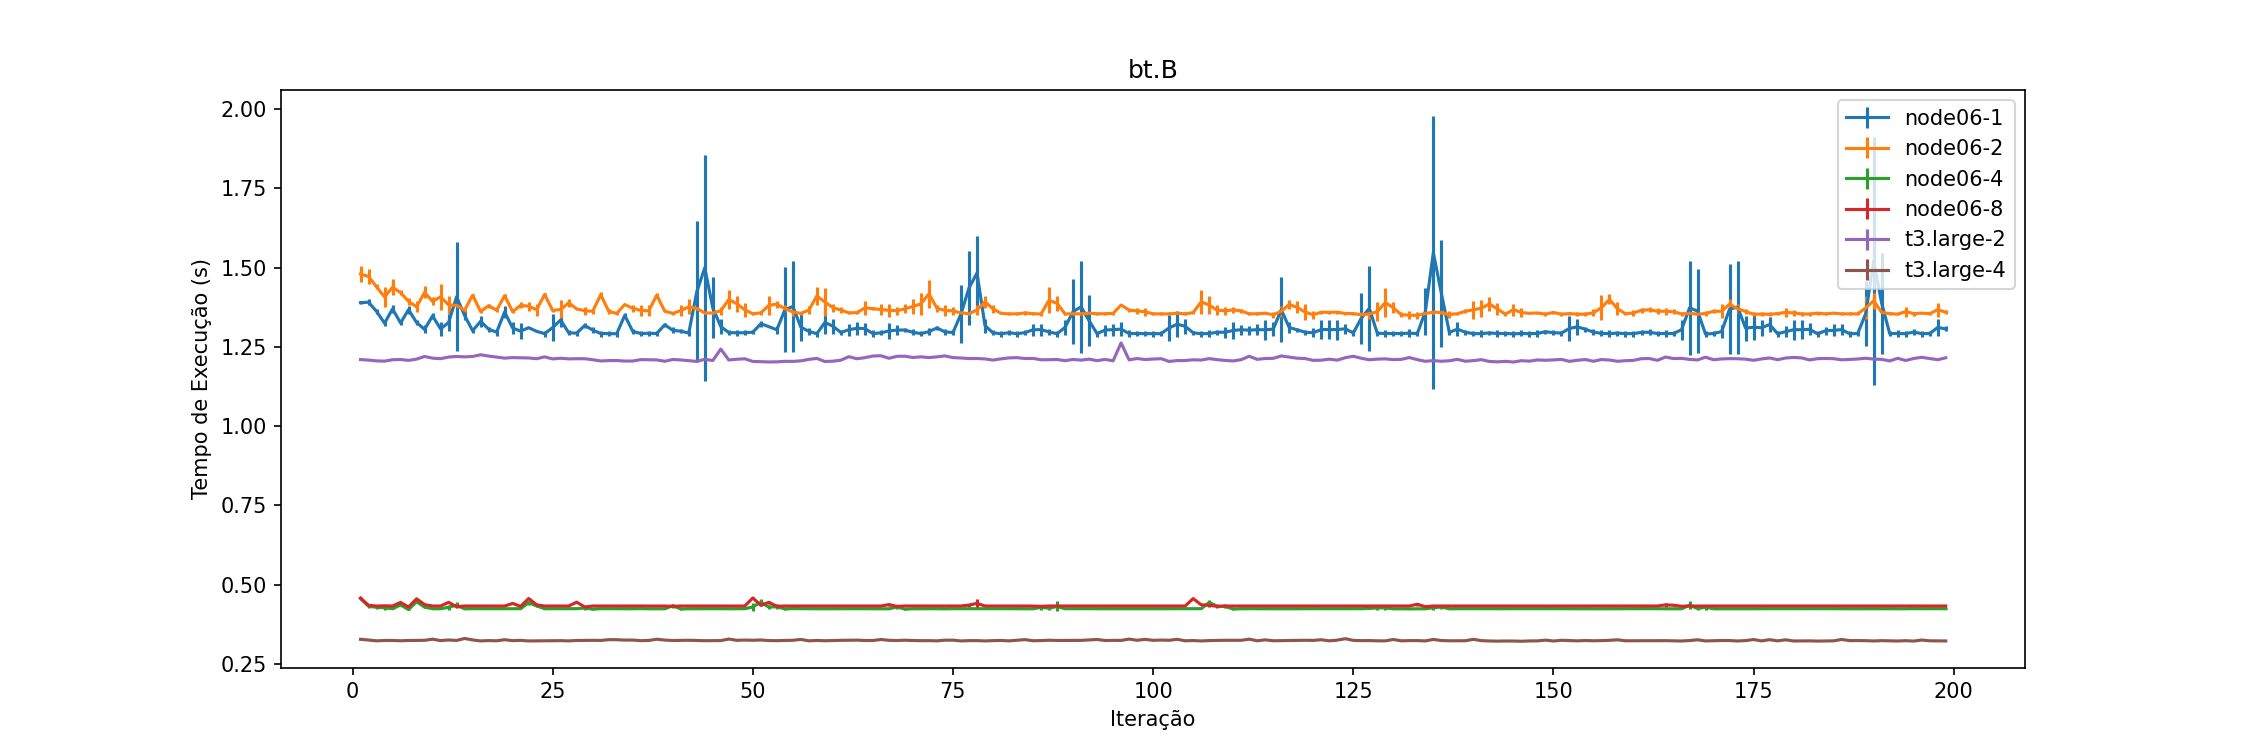 bt.B
2.00
1.75
1.50
1.25
1.00
0.75
0.50
0.25
Tempo de Execução (s)
node06-1
node06-2
node06-4
node06-8
t3.large-2
t3.large-4
0
25
50
75
100
125
150
175
200
Iteração